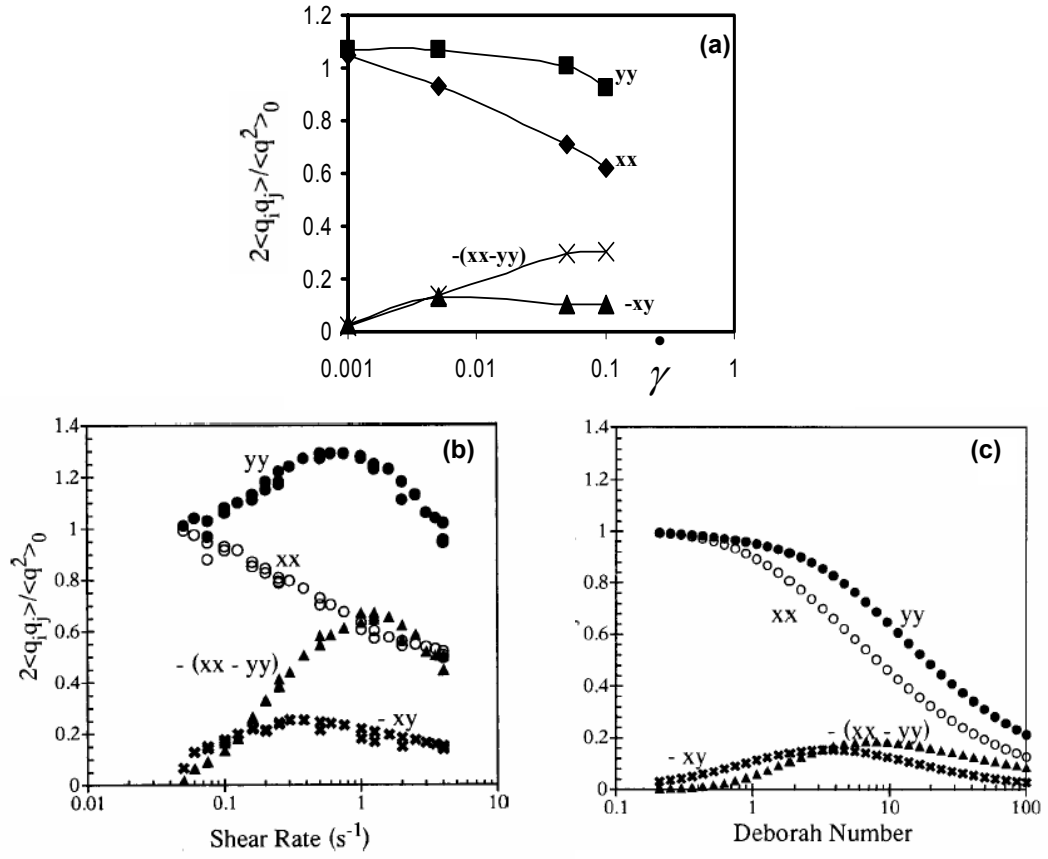 (a)
2<qᵢqⱼ>/<q²>₀
1.2
1
0.8
0.6
0.4
0.2
0
yy
xx
-(xx-yy)
-xy
0.001
0.01
0.1
1
γ̇
(b)
2<qᵢqⱼ>/<q²>₀
1.4
1.2
1
0.8
0.6
0.4
0.2
0
yy
xx
- (xx - yy)
- xy
0.01
0.1
1
10
Shear Rate (s⁻¹)
(c)
1.4
1.2
1
0.8
0.6
0.4
0.2
0
xx
yy
- xy
- (xx - yy)
0.1
1
10
100
Deborah Number